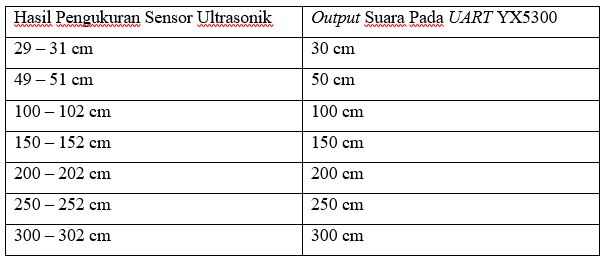 Hasil Pengukuran Sensor Ultrasonik Output Suara Pada UART YX5300
29 – 31 cm 30 cm
49 – 51 cm 50 cm
100 – 102 cm 100 cm
150 – 152 cm 150 cm
200 – 202 cm 200 cm
250 – 252 cm 250 cm
300 – 302 cm 300 cm